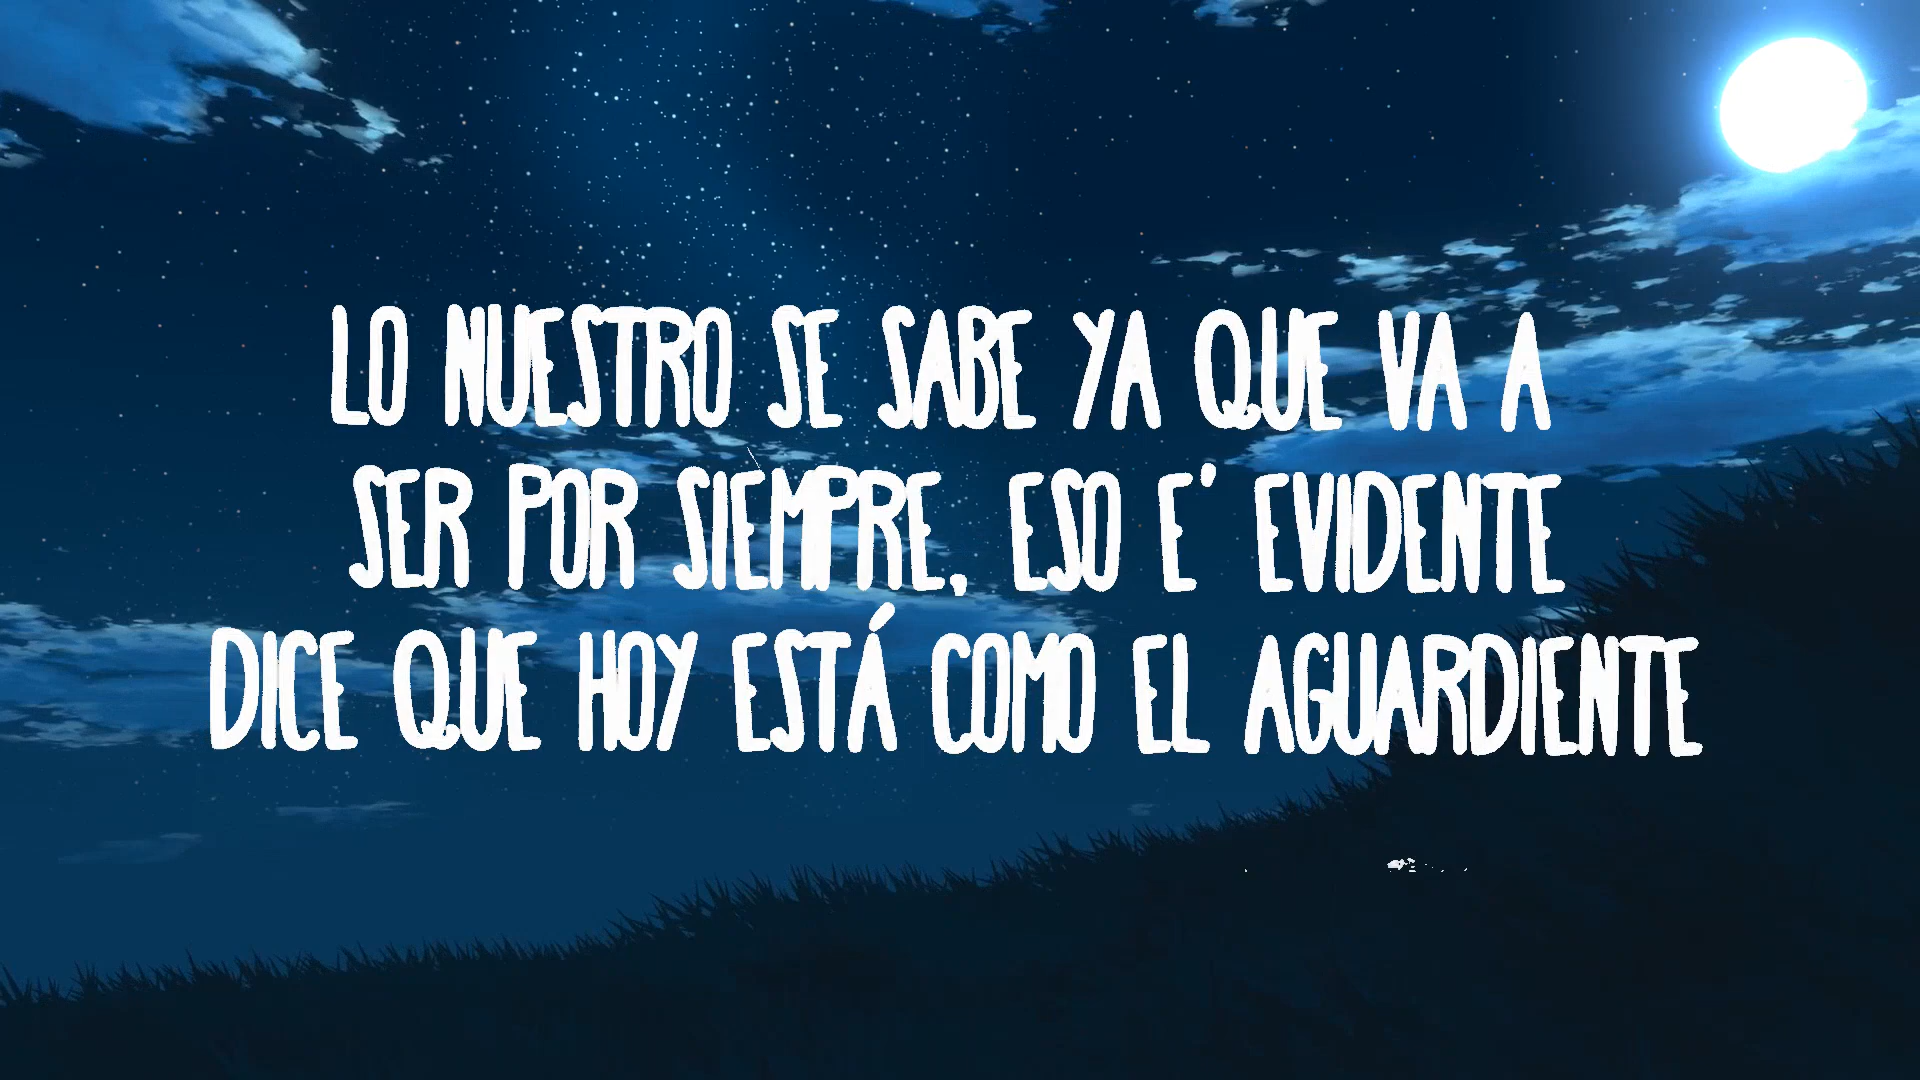 LO NUESTRO SE SABE YA QUE VA A
SER POR SIEMPRE, ESO E' EVIDENTE
DICE QUE HOY ESTÁ COMO EL AGUARDIENTE